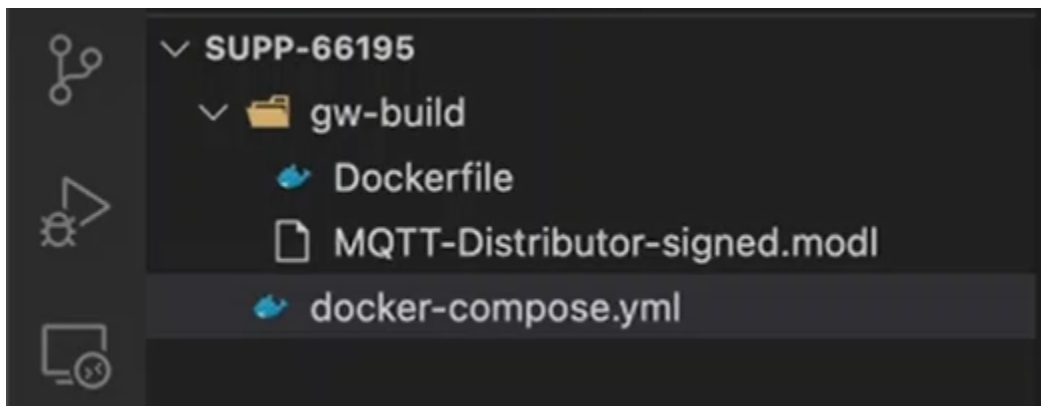 SUPP-66195
gw-build
Dockerfile
MQTT-Distributor-signed.modl
docker-compose.yml